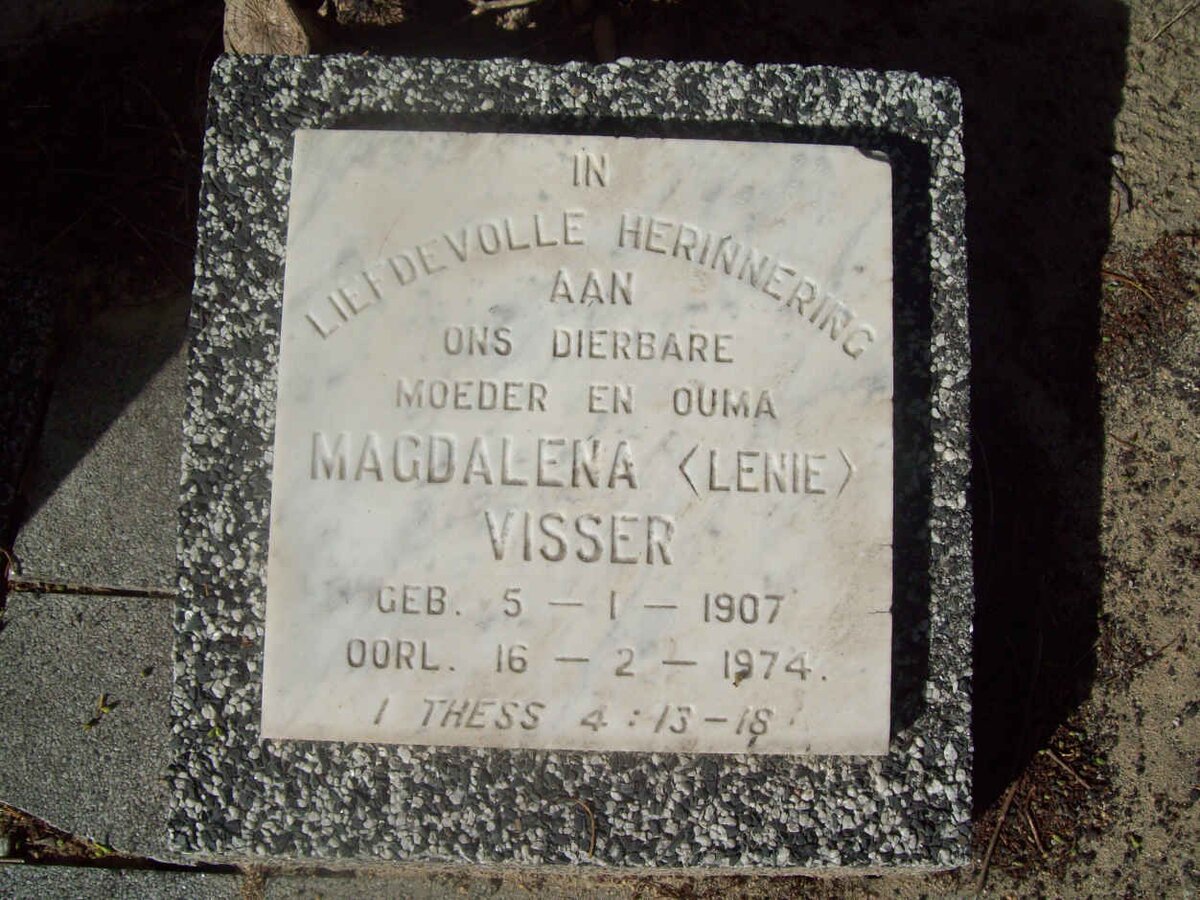 IN
LIEFDEVOLLE HERINNERING
AAN
ONS DIERBARE
MOEDER EN OUMA
MAGDALENA <LENIE>
VISSER
GEB. 5 — 1 — 1907
OORL. 16 — 2 — 1974.
1 THESS 4 : 13 - 18